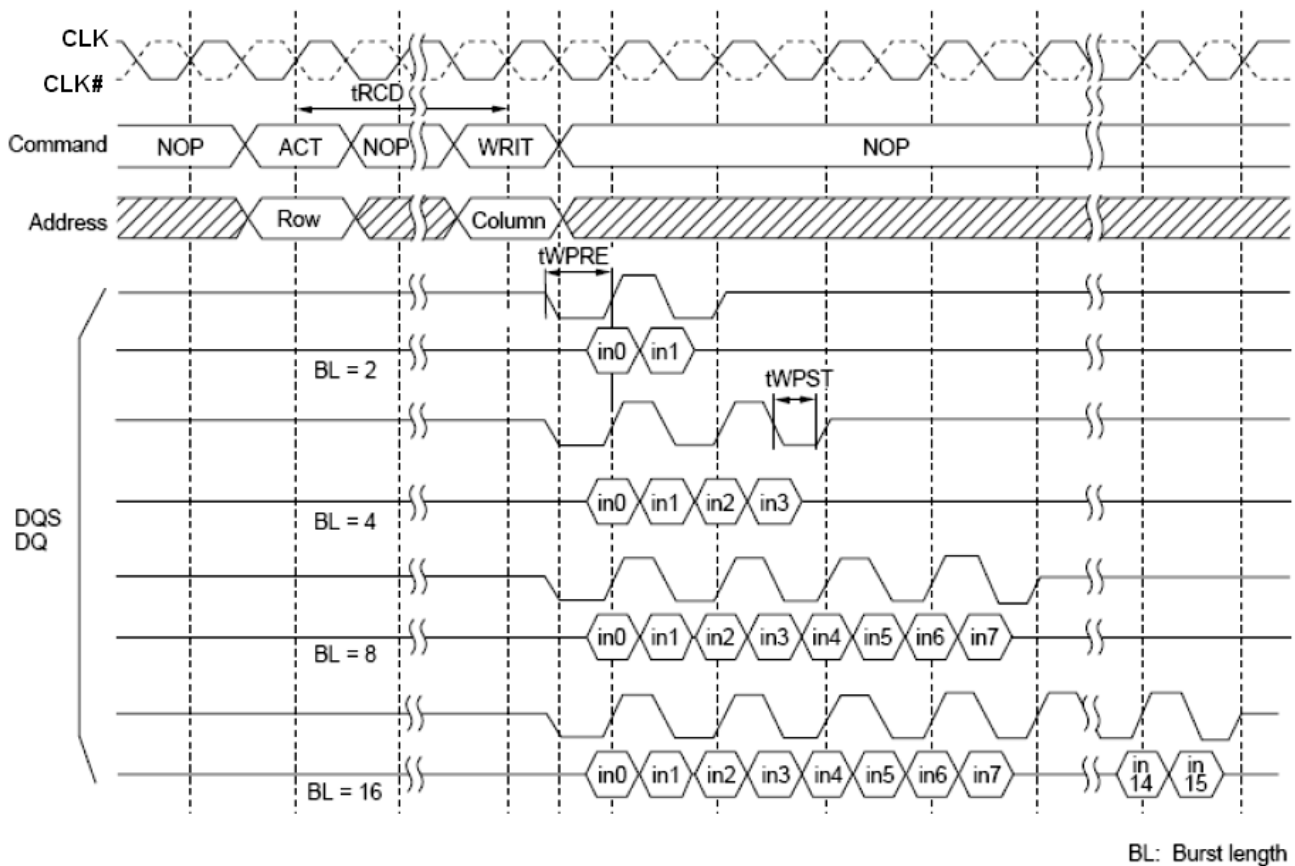 CLK
CLK#
tRCD
Command NOP ACT NOP WRIT NOP
Address Row Column
tWPRE
in0 in1
BL = 2
tWPST
in0 in1 in2 in3
BL = 4
DQS
DQ
in0 in1 in2 in3 in4 in5 in6 in7
BL = 8
in0 in1 in2 in3 in4 in5 in6 in7 in 14 in 15
BL = 16
BL: Burst length